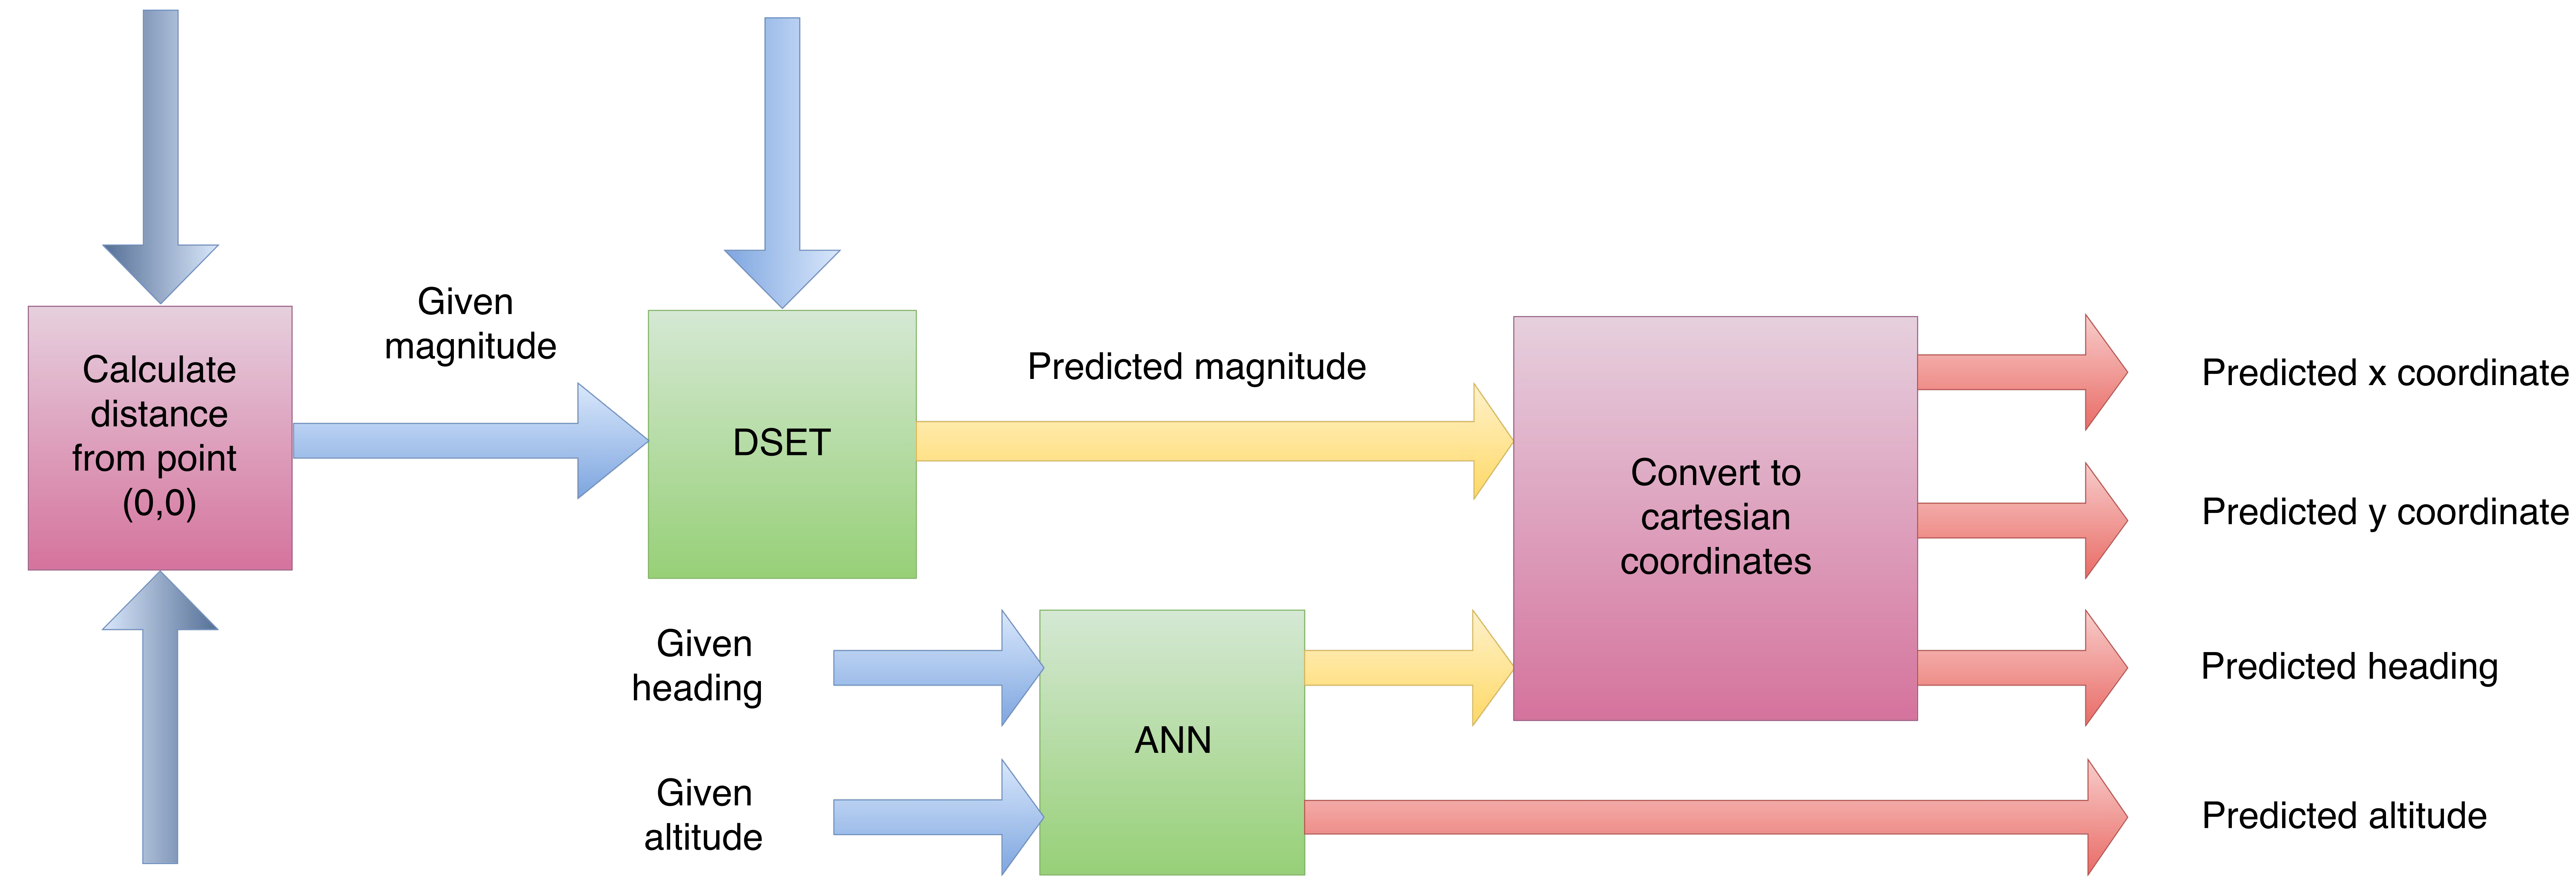 Calculate
distance
from point
(0,0)
Given
magnitude
DSET
Predicted magnitude
Given
heading
Given
altitude
ANN
Convert to
cartesian
coordinates
Predicted x coordinate
Predicted y coordinate
Predicted heading
Predicted altitude